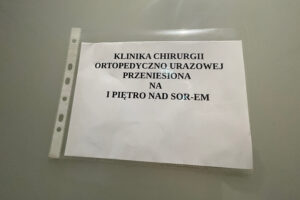 KLINIKA CHIRURGII
ORTOPEDYCZNO URAZOWEJ
PRZENIESIONA
NA
I PIĘTRO NAD SOR-EM